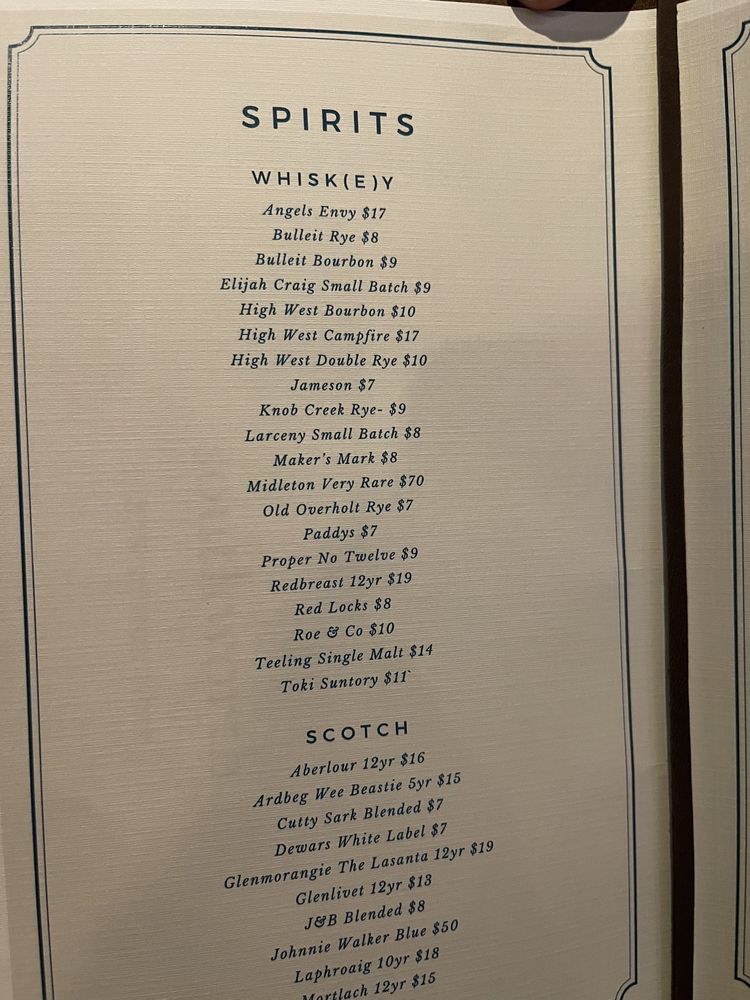 SPIRITS
WHISK(E)Y
Angels Envy $17
Bulleit Rye $8
Bulleit Bourbon $9
Elijah Craig Small Batch $9
High West Bourbon $10
High West Campfire $17
High West Double Rye $10
Jameson $7
Knob Creek Rye- $9
Larceny Small Batch $8
Maker's Mark $8
Midleton Very Rare $70
Old Overholt Rye $7
Paddys $7
Proper No Twelve $9
Redbreast 12yr $19
Red Locks $8
Roe & Co $10
Teeling Single Malt $14
Toki Suntory $11`
SCOTCH
Aberlour 12yr $16
Ardbeg Wee Beastie 5yr $15
Cutty Sark Blended $7
Dewars White Label $7
Glenmorangie The Lasanta 12yr $19
Glenlivet 12yr $13
J&B Blended $8
Johnnie Walker Blue $50
Laphroaig 10yr $18
Mortlach 12yr $15